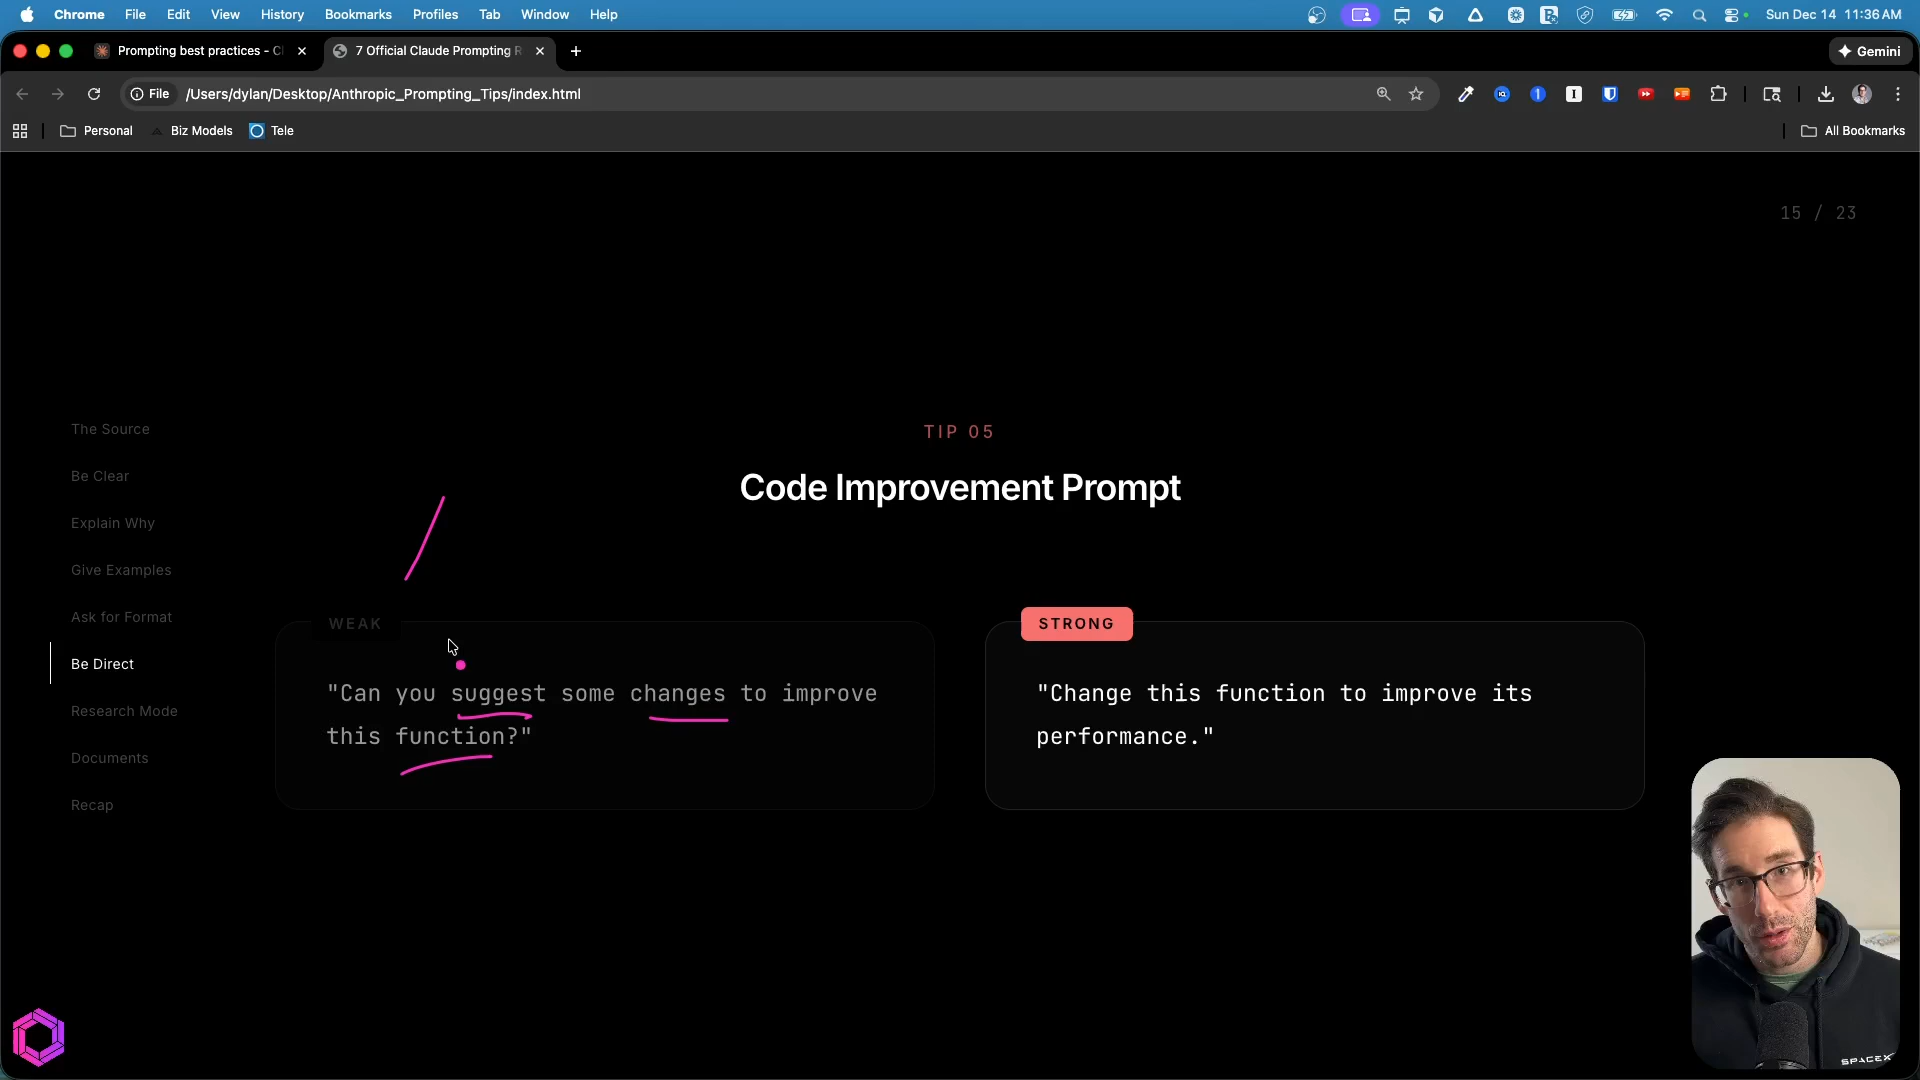 Chrome File Edit View History Bookmarks Profiles Tab Window Help Sun Dec 14 11:36 AM
Prompting best practices - Cl 7 Official Claude Prompting R Gemini
File /Users/dylan/Desktop/Anthropic_Prompting_Tips/index.html
Personal Biz Models Tele All Bookmarks
15 / 23
The Source
Be Clear
Explain Why
Give Examples
Ask for Format
Be Direct
Research Mode
Documents
Recap
TIP 05
Code Improvement Prompt
WEAK
"Can you suggest some changes to improve
this function?"
STRONG
"Change this function to improve its
performance."
SPACEX